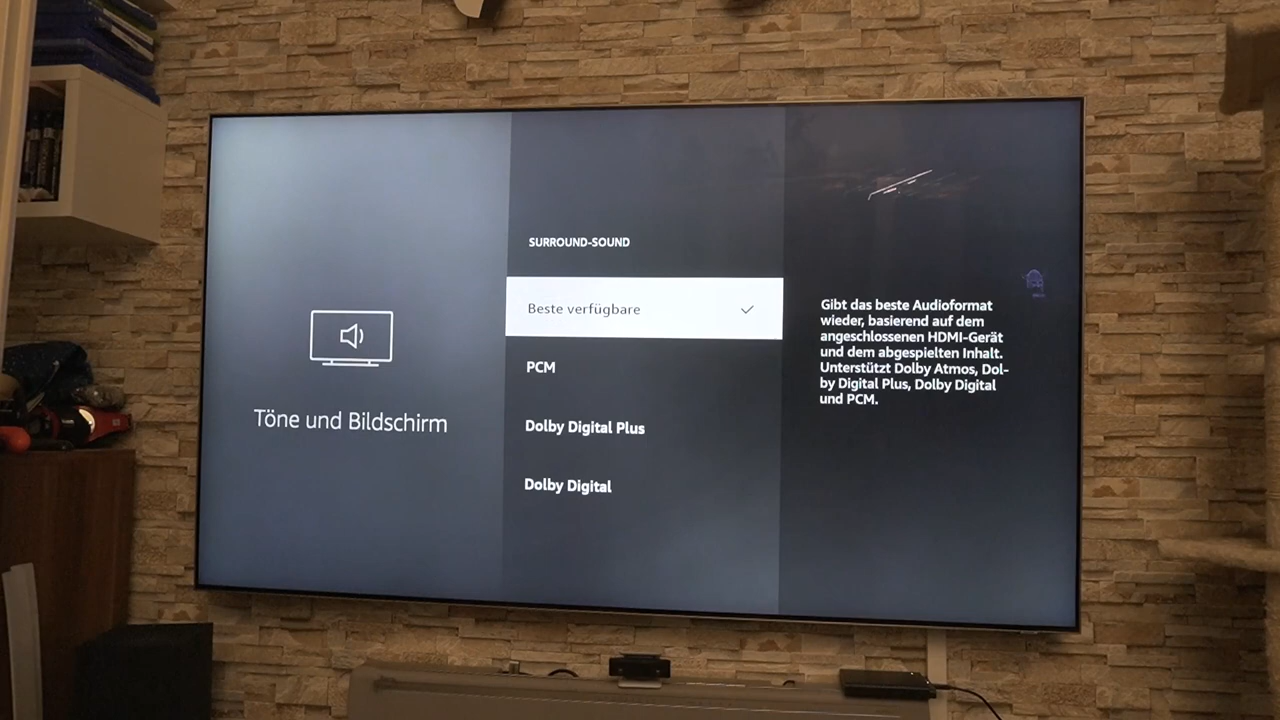 SURROUND-SOUND
Beste verfügbare
PCM
Dolby Digital Plus
Dolby Digital
Töne und Bildschirm
Gibt das beste Audioformat
wieder, basierend auf dem
angeschlossenen HDMI-Gerät
und dem abgespielten Inhalt.
Unterstützt Dolby Atmos, Dol-
by Digital Plus, Dolby Digital
und PCM.